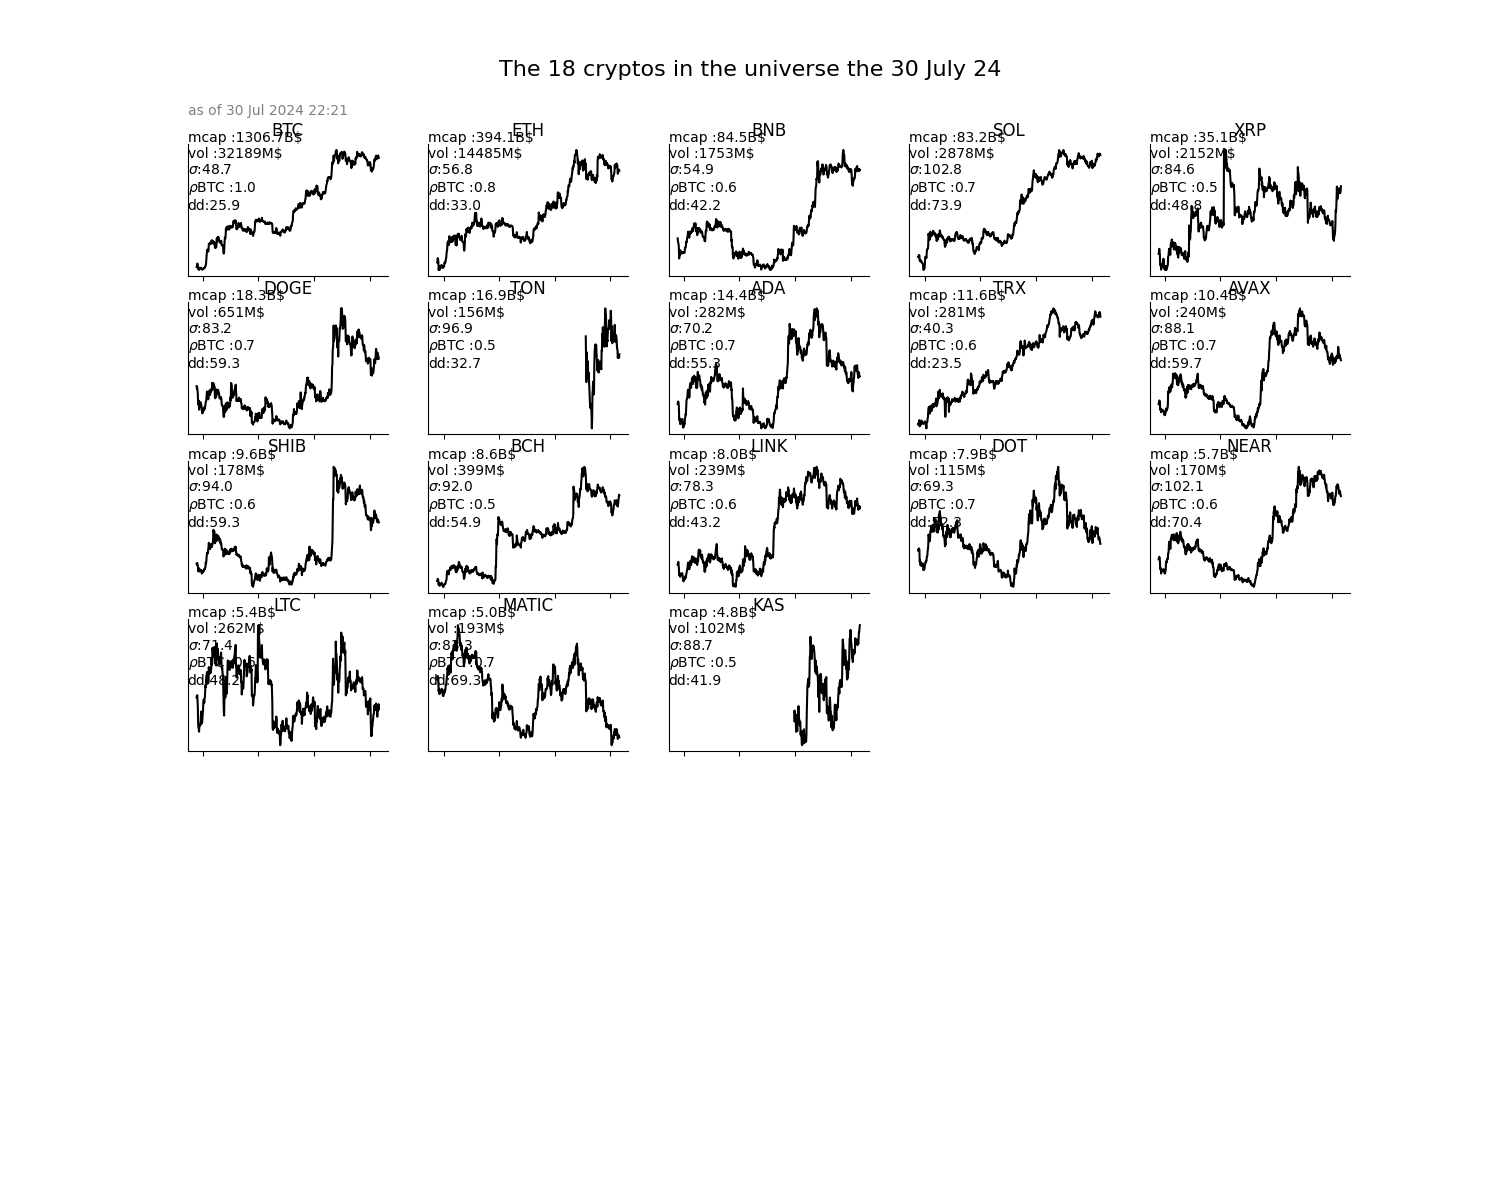 The 18 cryptos in the universe the 30 July 24
as of 30 Jul 2024 22:21
BTC
mcap :1306.7B$
vol :32189M$
σ:48.7
ρBTC :1.0
dd:25.9
ETH
mcap :394.1B$
vol :14485M$
σ:56.8
ρBTC :0.8
dd:33.0
BNB
mcap :84.5B$
vol :1753M$
σ:54.9
ρBTC :0.6
dd:42.2
SOL
mcap :83.2B$
vol :2878M$
σ:102.8
ρBTC :0.7
dd:73.9
XRP
mcap :35.1B$
vol :2152M$
σ:84.6
ρBTC :0.5
dd:48.8
DOGE
mcap :18.3B$
vol :651M$
σ:83.2
ρBTC :0.7
dd:59.3
TON
mcap :16.9B$
vol :156M$
σ:96.9
ρBTC :0.5
dd:32.7
ADA
mcap :14.4B$
vol :282M$
σ:70.2
ρBTC :0.7
dd:55.3
TRX
mcap :11.6B$
vol :281M$
σ:40.3
ρBTC :0.6
dd:23.5
AVAX
mcap :10.4B$
vol :240M$
σ:88.1
ρBTC :0.7
dd:59.7
SHIB
mcap :9.6B$
vol :178M$
σ:94.0
ρBTC :0.6
dd:59.3
BCH
mcap :8.6B$
vol :399M$
σ:92.0
ρBTC :0.5
dd:54.9
LINK
mcap :8.0B$
vol :239M$
σ:78.3
ρBTC :0.6
dd:43.2
DOT
mcap :7.9B$
vol :115M$
σ:69.3
ρBTC :0.7
NEAR
mcap :5.7B$
vol :170M$
σ:102.1
ρBTC :0.6
dd:70.4
LTC
mcap :5.4B$
vol :262M$
σ:71.4
ρBTC :0.6
dd:48.2
MATIC
mcap :5.0B$
vol :193M$
σ:81.3
ρBTC :0.7
dd:69.3
KAS
mcap :4.8B$
vol :102M$
σ:88.7
ρBTC :0.5
dd:41.9